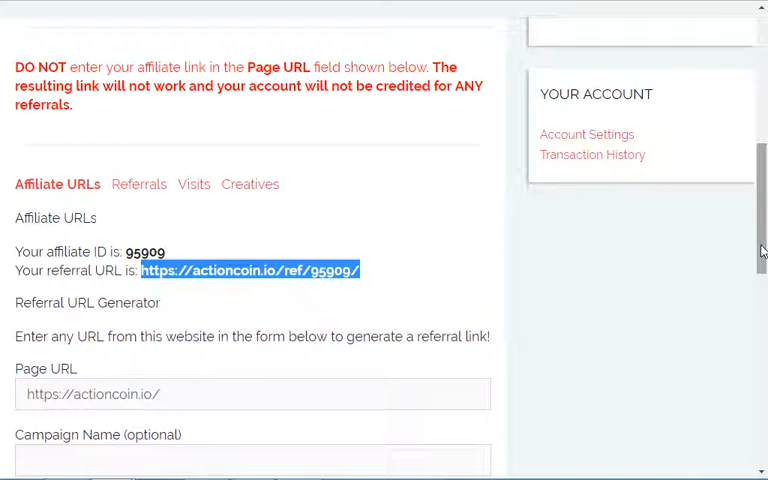 DO NOT enter your affiliate link in the Page URL field shown below. The
resulting link will not work and your account will not be credited for ANY
referrals.
YOUR ACCOUNT
Account Settings
Transaction History
Affiliate URLs Referrals Visits Creatives
Affiliate URLs
Your affiliate ID is: 95909
Your referral URL is: https://actioncoin.io/ref/95909/
Referral URL Generator
Enter any URL from this website in the form below to generate a referral link!
Page URL
https://actioncoin.io/
Campaign Name (optional)